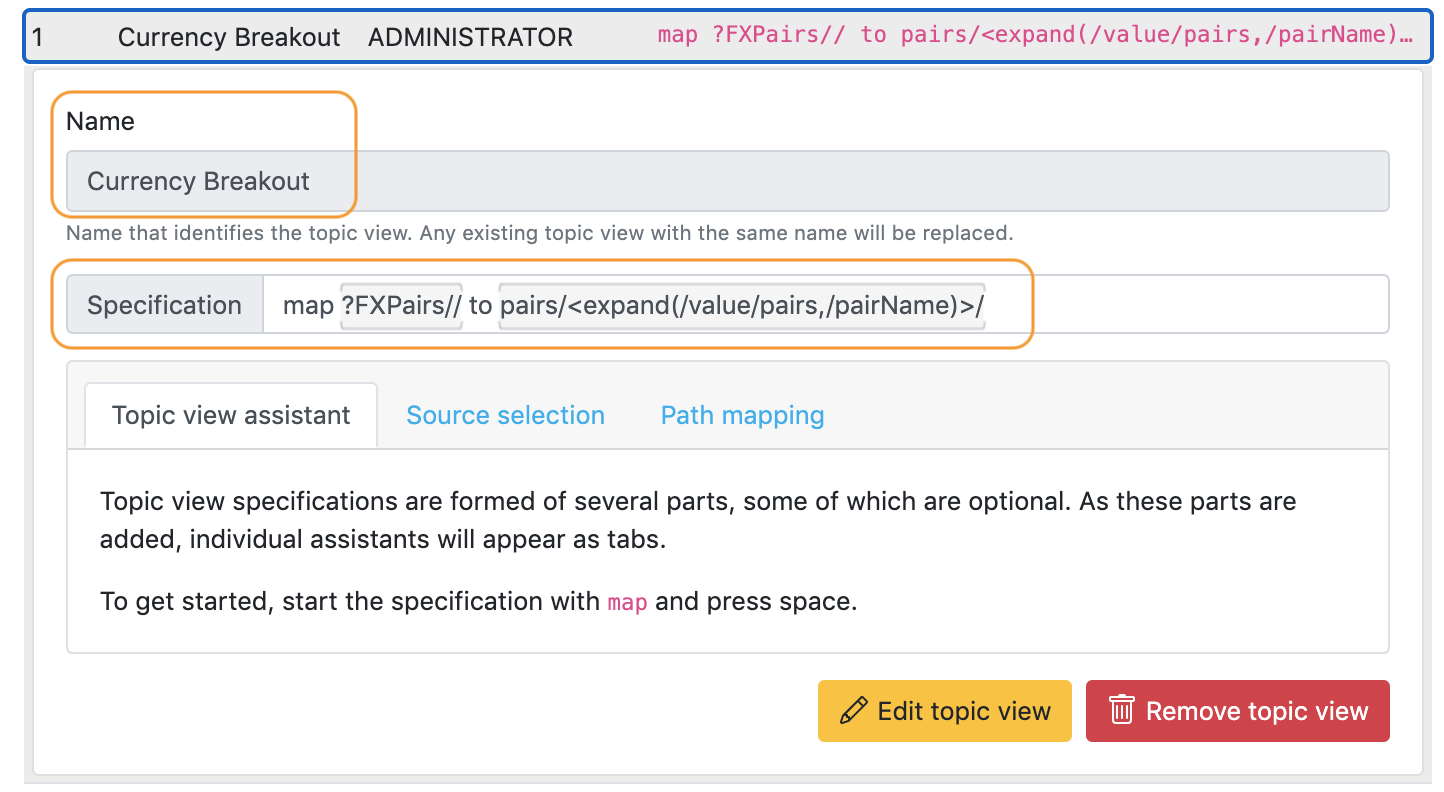 1 Currency Breakout ADMINISTRATOR map ?FXPairs// to pairs/<expand(/value/pairs,/pairName)…
Name
Currency Breakout
Name that identifies the topic view. Any existing topic view with the same name will be replaced.
Specification map ?FXPairs// to pairs/<expand(/value/pairs,/pairName)>/
Topic view assistant Source selection Path mapping
Topic view specifications are formed of several parts, some of which are optional. As these parts are
added, individual assistants will appear as tabs.
To get started, start the specification with map and press space.
Edit topic view Remove topic view